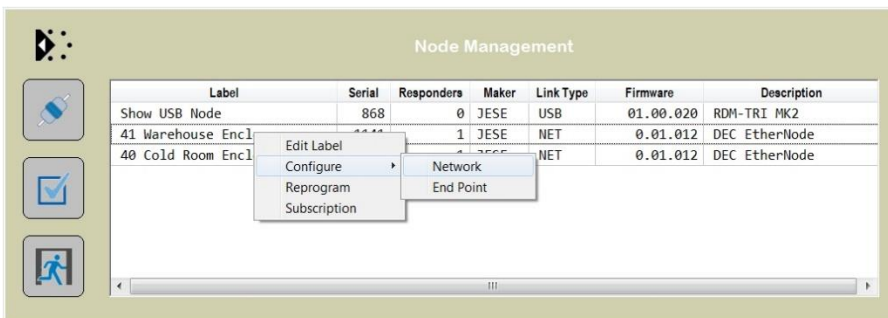 Node Management
Label Serial Responders Maker Link Type Firmware Description
Show USB Node 868 0 JESE USB 01.00.020 RDM-TRI MK2
41 Warehouse Encl 1 JESE NET 0.01.012 DEC EtherNode
40 Cold Room Encl NET 0.01.012 DEC EtherNode
Edit Label
Configure
Reprogram
Subscription
Network
End Point